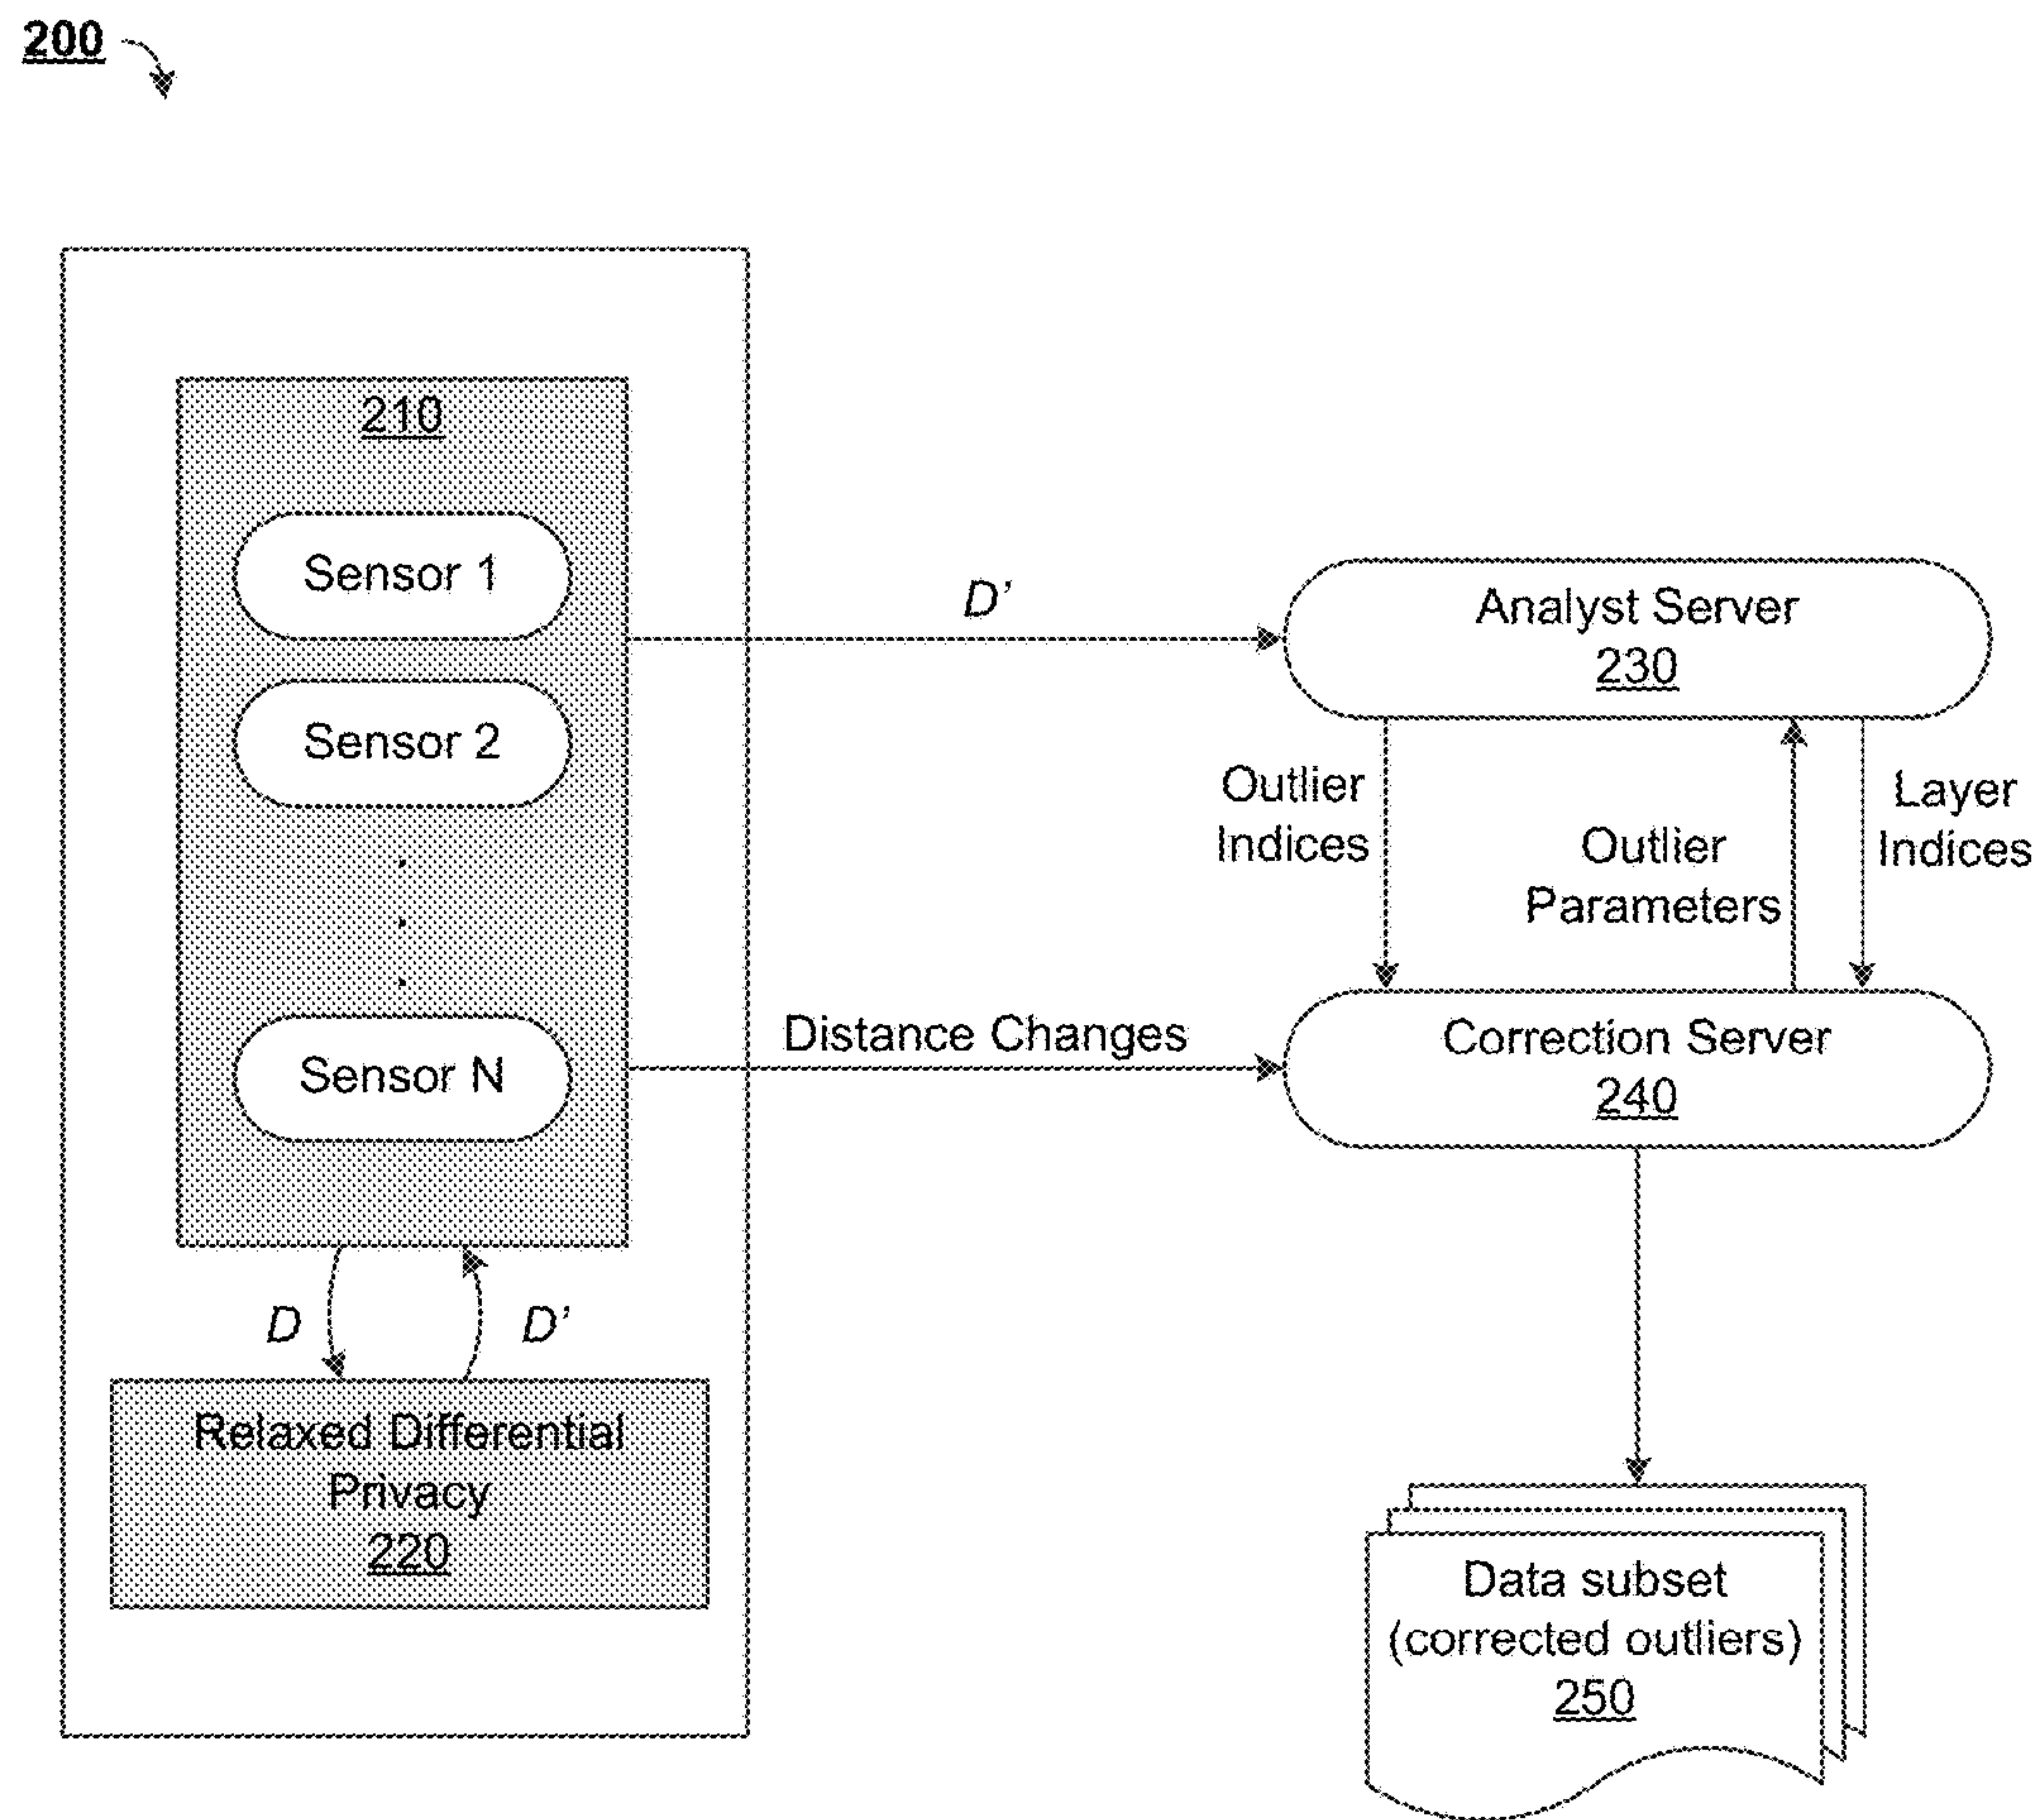 200
210
Sensor 1
Sensor 2
Sensor N
D
D’
Relaxed Differential
Privacy
220
D’
Distance Changes
Analyst Server
230
Outlier
Indices
Outlier
Parameters
Layer
Indices
Correction Server
240
Data subset
(corrected outliers)
250